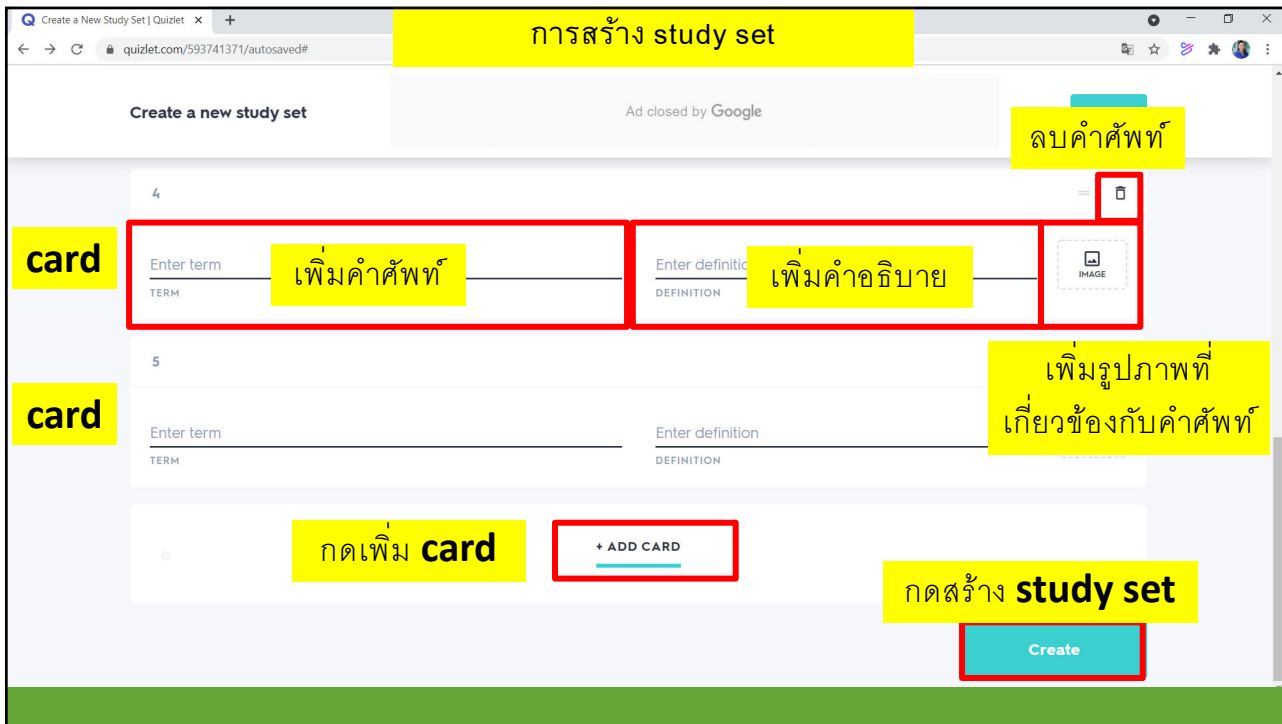 Create a New Study Set | Quizlet
การสร้าง study set
quizlet.com/593741371/autosaved#
Create a new study set
Ad closed by Google
ลบคำศัพท์
4
card
Enter term
เพิ่มคำศัพท์
TERM
Enter definitio
เพิ่มคำอธิบาย
DEFINITION
IMAGE
5
เพิ่มรูปภาพที่
เกี่ยวข้องกับคำศัพท์
card
Enter term
TERM
Enter definition
DEFINITION
6
กดเพิ่ม card
+ ADD CARD
กดสร้าง study set
Create